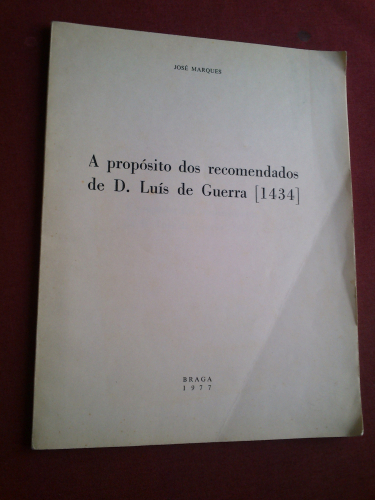 JOSÉ MARQUES
A propósito dos recomendados
de D. Luís de Guerra [1434]
BRAGA
1977